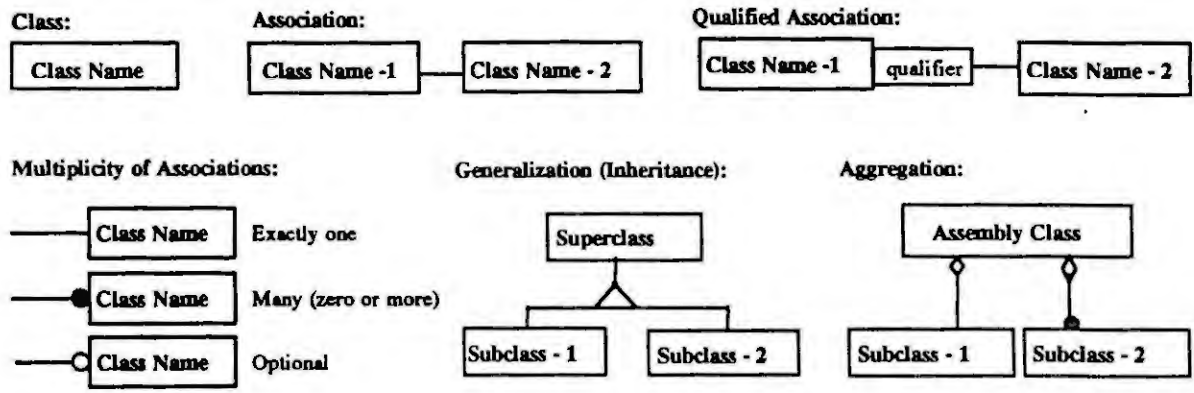 Class:
Class Name
Association:
Class Name -1
Class Name - 2
Qualified Association:
Class Name -1
qualifier
Class Name - 2
Multiplicity of Associations:
Class Name
Exactly one
Class Name
Many (zero or more)
Class Name
Optional
Generalization (Inheritance):
Superclass
Subclass - 1
Subclass - 2
Aggregation:
Assembly Class
Subclass - 1
Subclass - 2